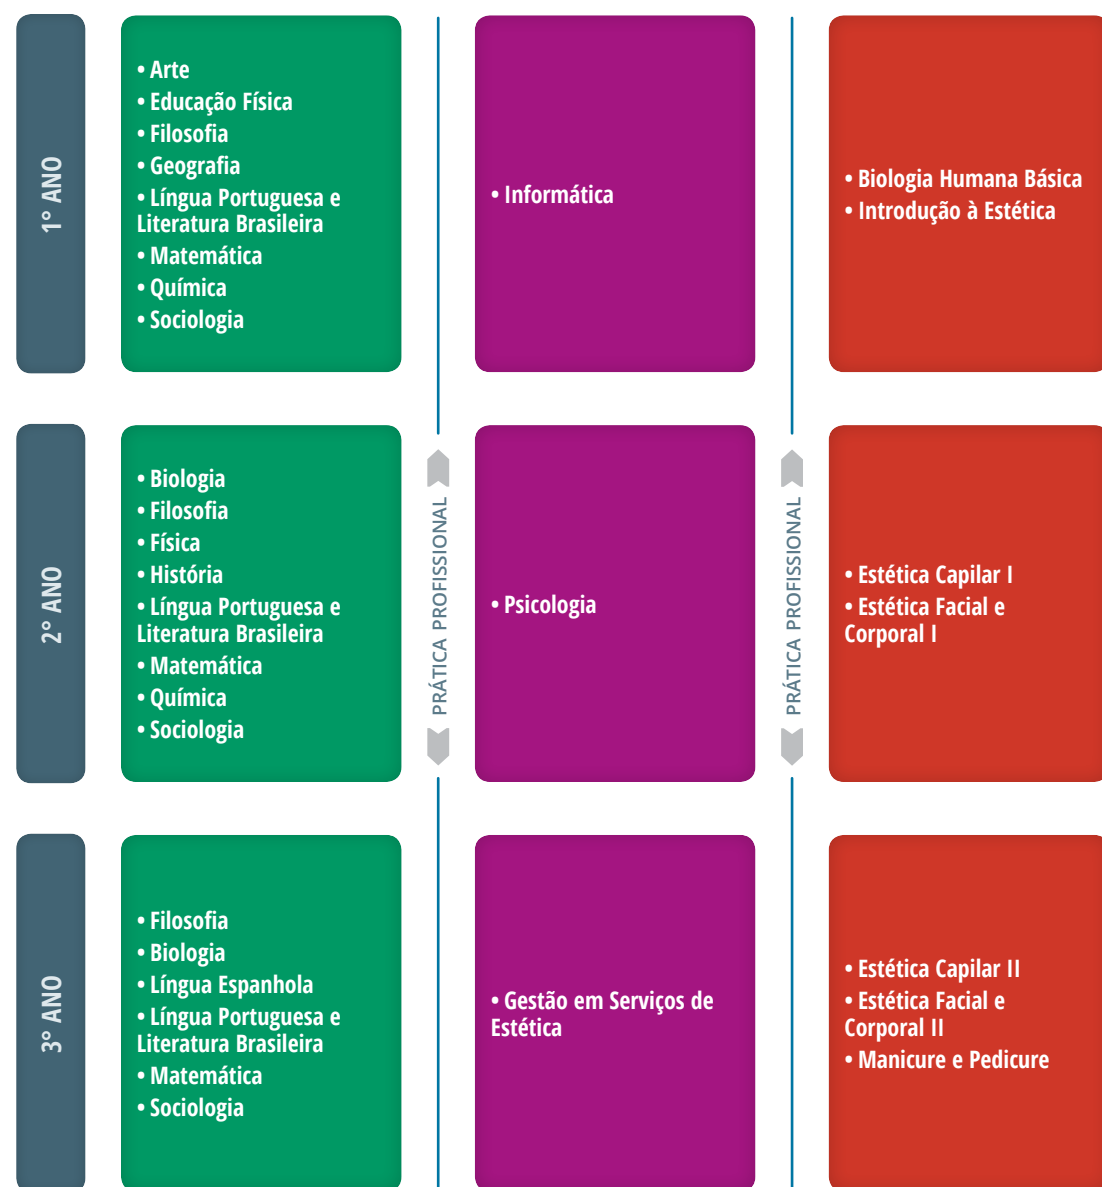 1° ANO
• Arte
• Educação Física
• Filosofia
• Geografia
• Língua Portuguesa e
Literatura Brasileira
• Matemática
• Química
• Sociologia
• Informática
• Biologia Humana Básica
• Introdução à Estética
2° ANO
• Biologia
• Filosofia
• Física
• História
• Língua Portuguesa e
Literatura Brasileira
• Matemática
• Química
• Sociologia
PRÁTICA PROFISSIONAL
• Psicologia
PRÁTICA PROFISSIONAL
• Estética Capilar I
• Estética Facial e
Corporal I
3° ANO
• Filosofia
• Biologia
• Língua Espanhola
• Língua Portuguesa e
Literatura Brasileira
• Matemática
• Sociologia
• Gestão em Serviços de
Estética
• Estética Capilar II
• Estética Facial e
Corporal II
• Manicure e Pedicure